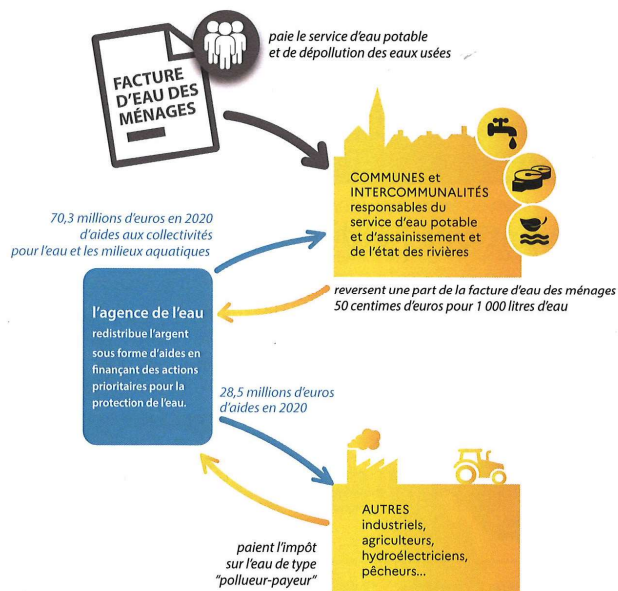 paie le service d'eau potable
et de dépollution des eaux usées
FACTURE
D'EAU DES
MÉNAGES
COMMUNES et
INTERCOMMUNALITÉS
responsables du
service d'eau potable
et d'assainissement et
de l'état des rivières
70,3 millions d'euros en 2020
d'aides aux collectivités
pour l'eau et les milieux aquatiques
reversent une part de la facture d'eau des ménages
50 centimes d'euros pour 1 000 litres d'eau
l'agence de l'eau
redistribue l'argent
sous forme d'aides en
finançant des actions
prioritaires pour la
protection de l'eau.
28,5 millions d'euros
d'aides en 2020
AUTRES
industriels,
agriculteurs,
hydroélectriciens,
pêcheurs...
paient l'impôt
sur l'eau de type
"pollueur-payeur"